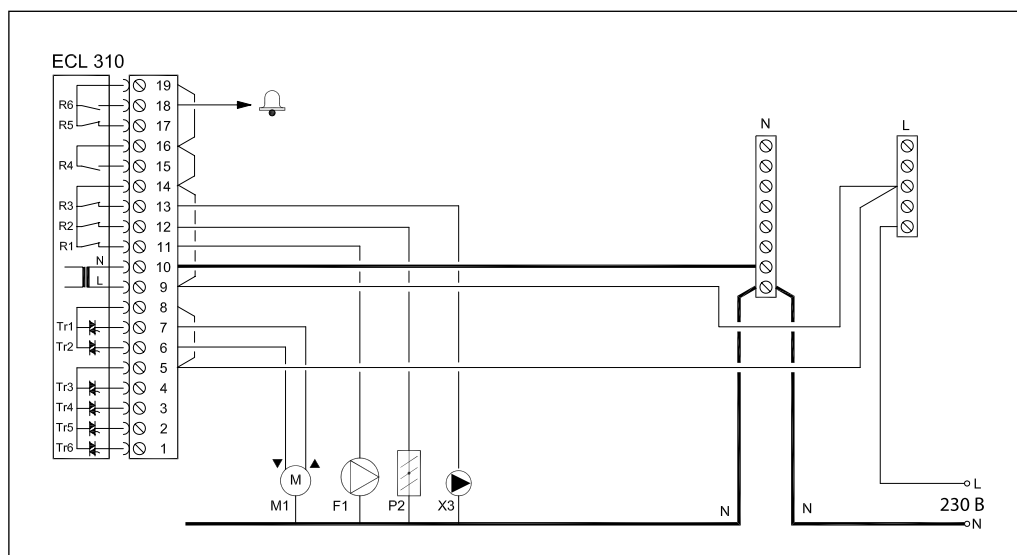 ECL 310
19
R6 18
R5 17
16
R4 15
14
R3 13
R2 12
R1 11
N 10
L 9
8
Tr1 7
Tr2 6
5
Tr3 4
Tr4 3
Tr5 2
Tr6 1
N L
M
M1 F1 P2 X3 N N
L
230 В
N